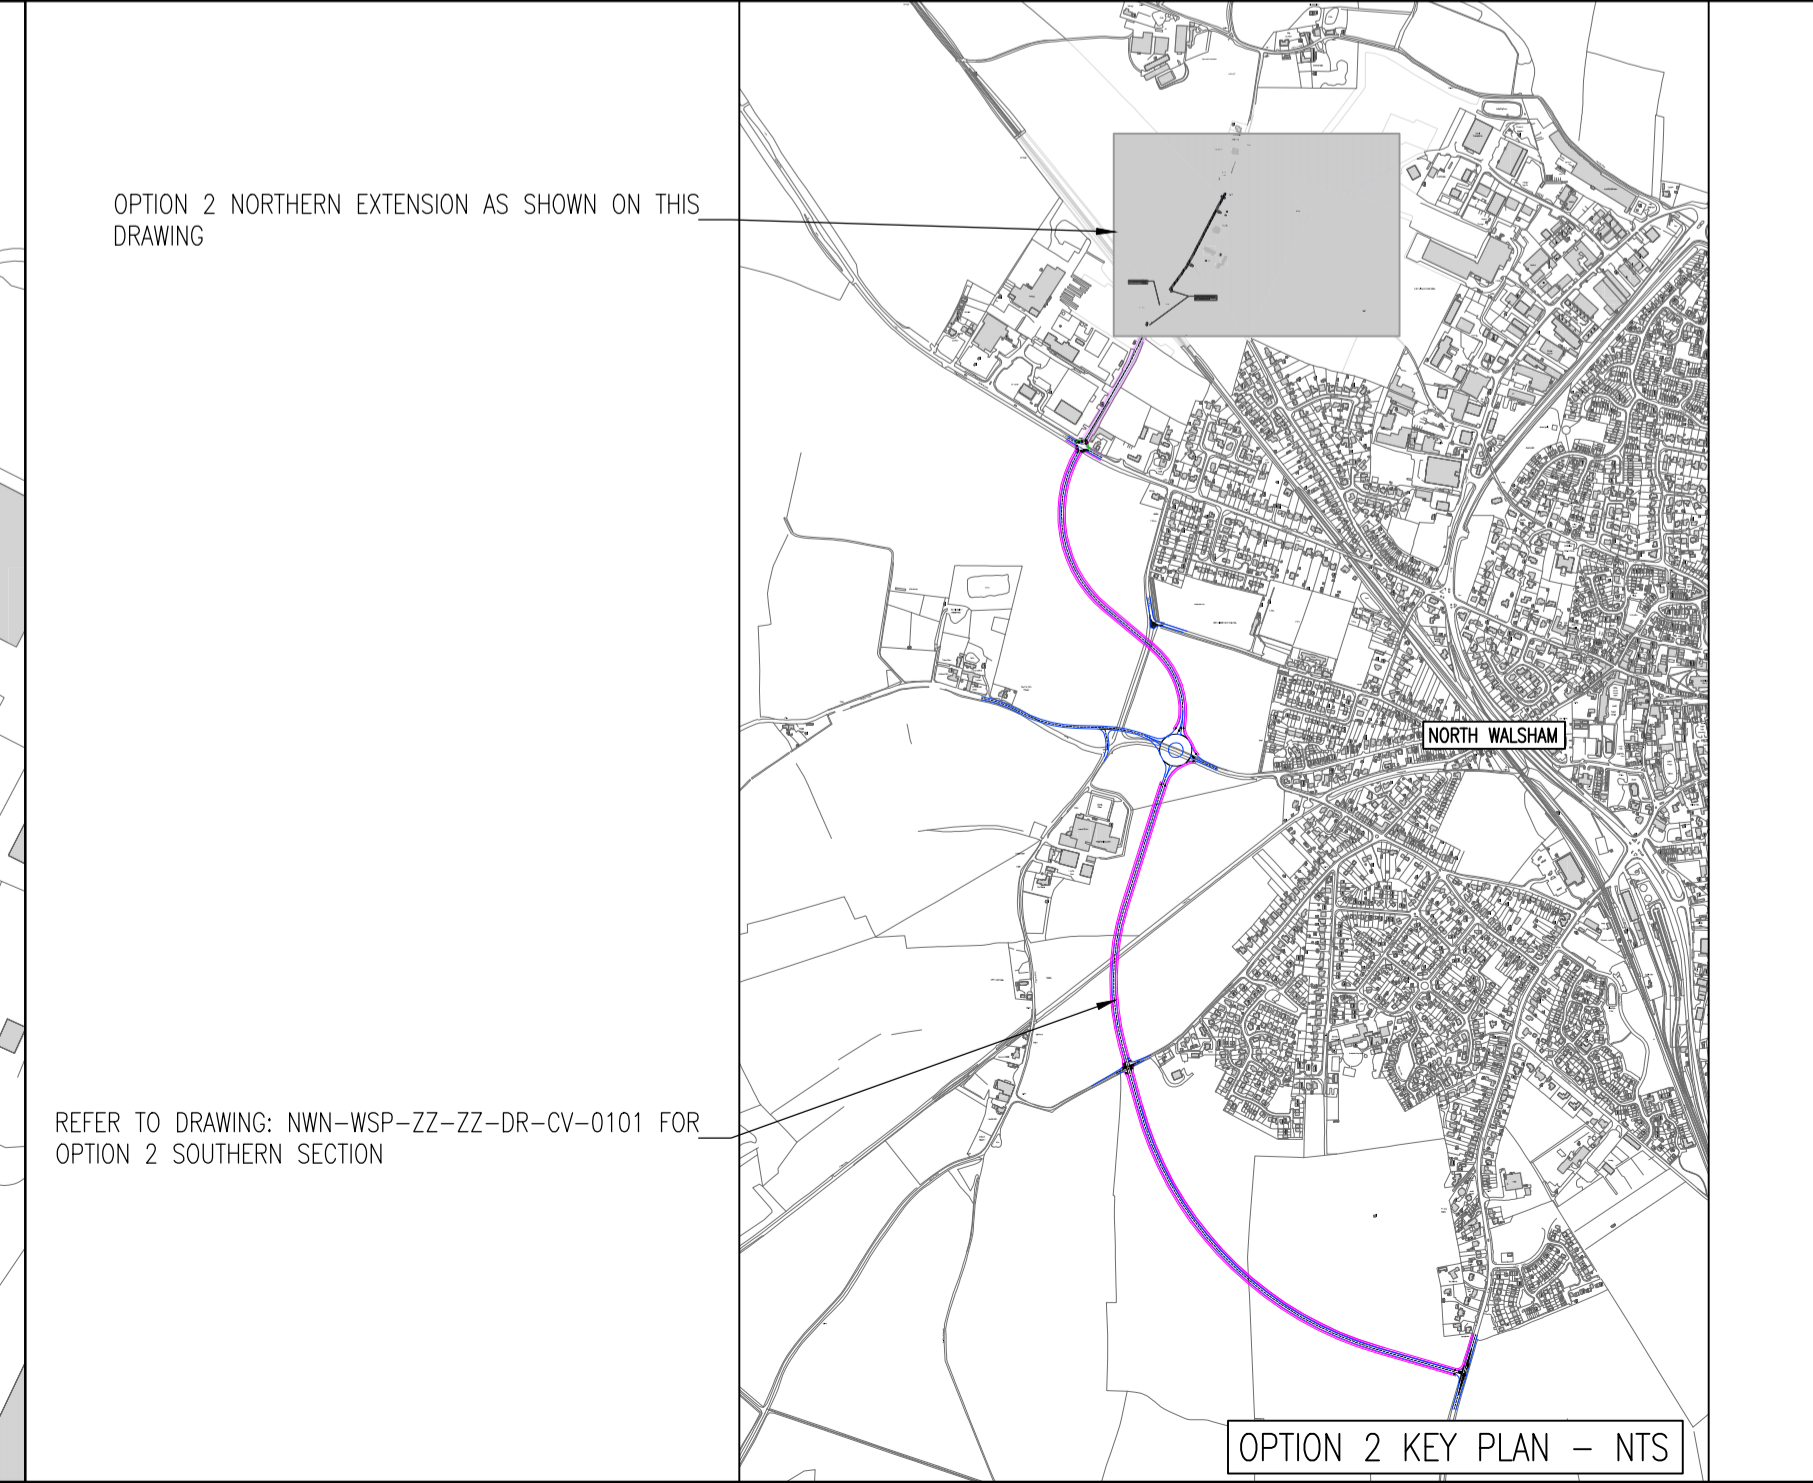 OPTION 2 NORTHERN EXTENSION AS SHOWN ON THIS
DRAWING
NORTH WALSHAM
REFER TO DRAWING: NWN-WSP-ZZ-ZZ-DR-CV-0101 FOR
OPTION 2 SOUTHERN SECTION
OPTION 2 KEY PLAN - NTS